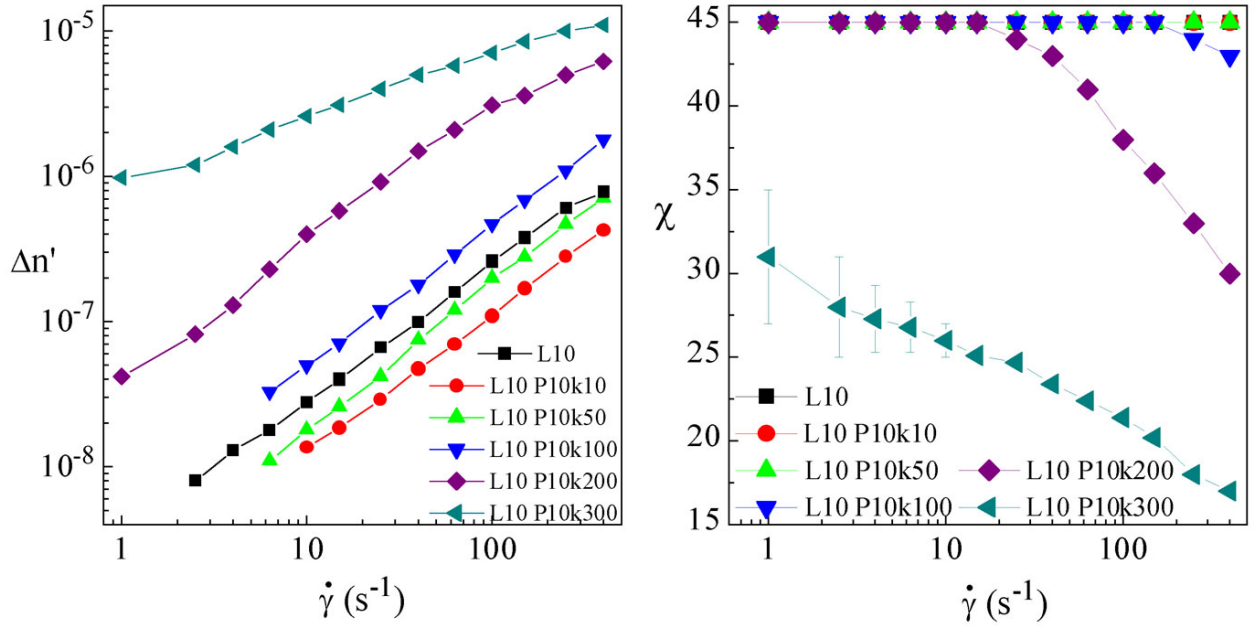 10⁻⁵
10⁻⁶
Δn'
10⁻⁷
10⁻⁸
L10
L10 P10k10
L10 P10k50
L10 P10k100
L10 P10k200
L10 P10k300
1
10
100
γ̇ (s⁻¹)
45
40
35
χ
30
25
20
15
L10
L10 P10k10
L10 P10k50
L10 P10k100
L10 P10k200
L10 P10k300
1
10
100
γ̇ (s⁻¹)